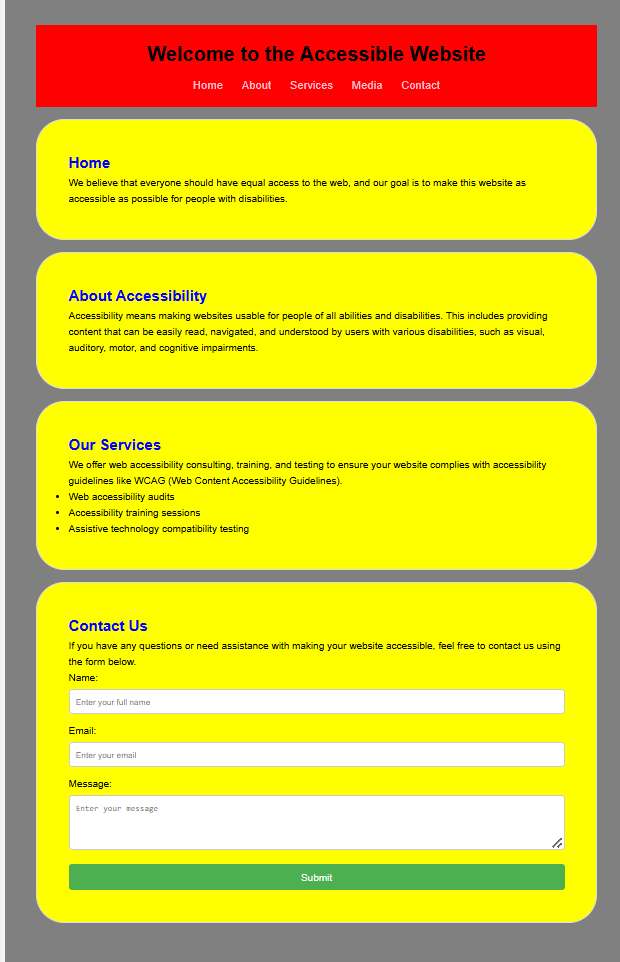 Welcome to the Accessible Website
Home About Services Media Contact
Home
We believe that everyone should have equal access to the web, and our goal is to make this website as
accessible as possible for people with disabilities.
About Accessibility
Accessibility means making websites usable for people of all abilities and disabilities. This includes providing
content that can be easily read, navigated, and understood by users with various disabilities, such as visual,
auditory, motor, and cognitive impairments.
Our Services
We offer web accessibility consulting, training, and testing to ensure your website complies with accessibility
guidelines like WCAG (Web Content Accessibility Guidelines).
• Web accessibility audits
• Accessibility training sessions
• Assistive technology compatibility testing
Contact Us
If you have any questions or need assistance with making your website accessible, feel free to contact us using
the form below.
Name:
Enter your full name
Email:
Enter your email
Message:
Enter your message
Submit